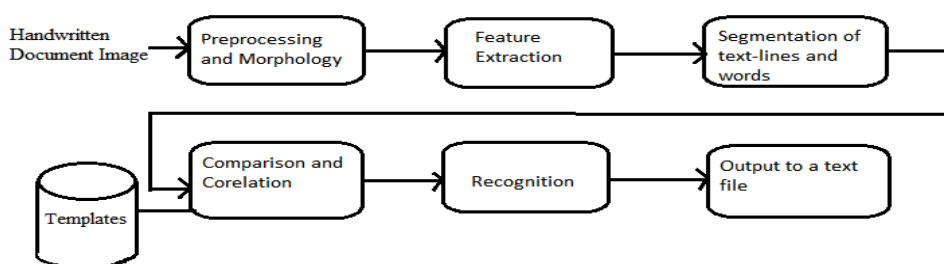 Handwritten
Document Image
Preprocessing
and Morphology
Feature
Extraction
Segmentation of
text-lines and
words
Templates
Comparison and
Corelation
Recognition
Output to a text
file